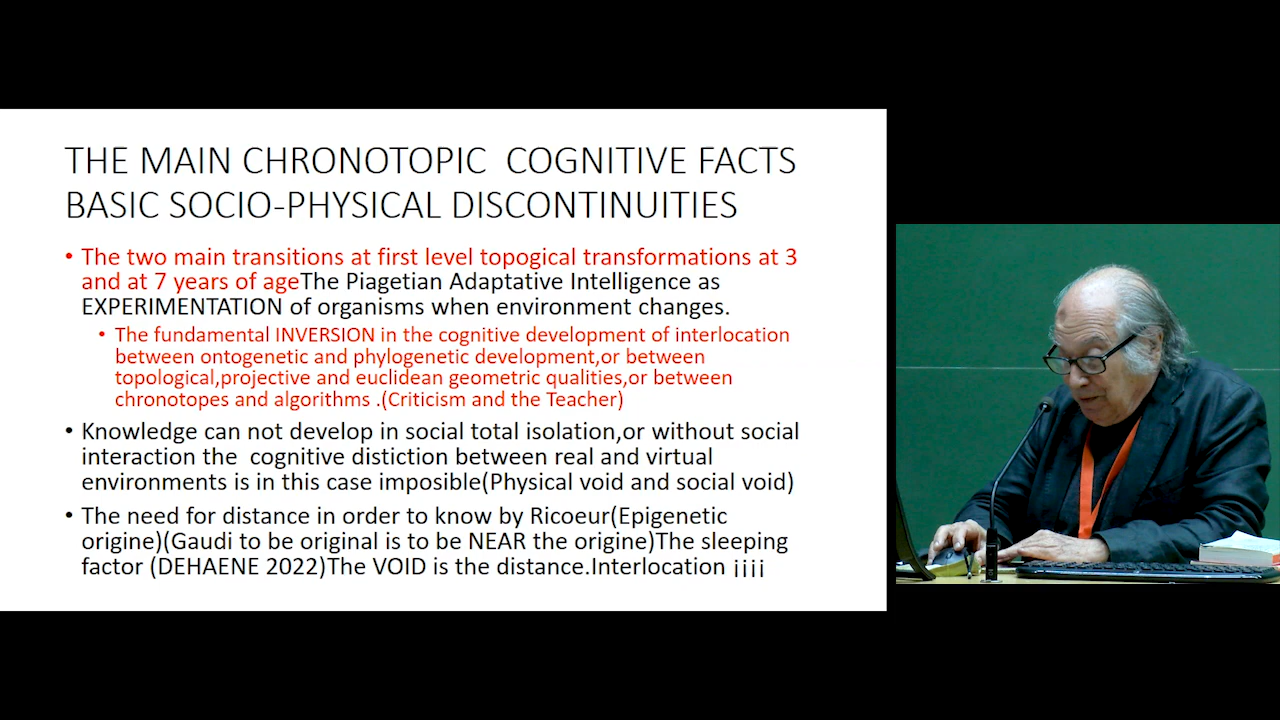 THE MAIN CHRONOTOPIC COGNITIVE FACTS
BASIC SOCIO-PHYSICAL DISCONTINUITIES
• The two main transitions at first level topogical transformations at 3
and at 7 years of ageThe Piagetian Adaptative Intelligence as
EXPERIMENTATION of organisms when environment changes.
• The fundamental INVERSION in the cognitive development of interlocation
between ontogenetic and phylogenetic development,or between
topological,projective and euclidean geometric qualities,or between
chronotopes and algorithms .(Criticism and the Teacher)
• Knowledge can not develop in social total isolation,or without social
interaction the cognitive distiction between real and virtual
environments is in this case imposible(Physical void and social void)
• The need for distance in order to know by Ricoeur(Epigenetic
origine)(Gaudi to be original is to be NEAR the origine)The sleeping
factor (DEHAENE 2022)The VOID is the distance.Interlocation ¡¡¡¡